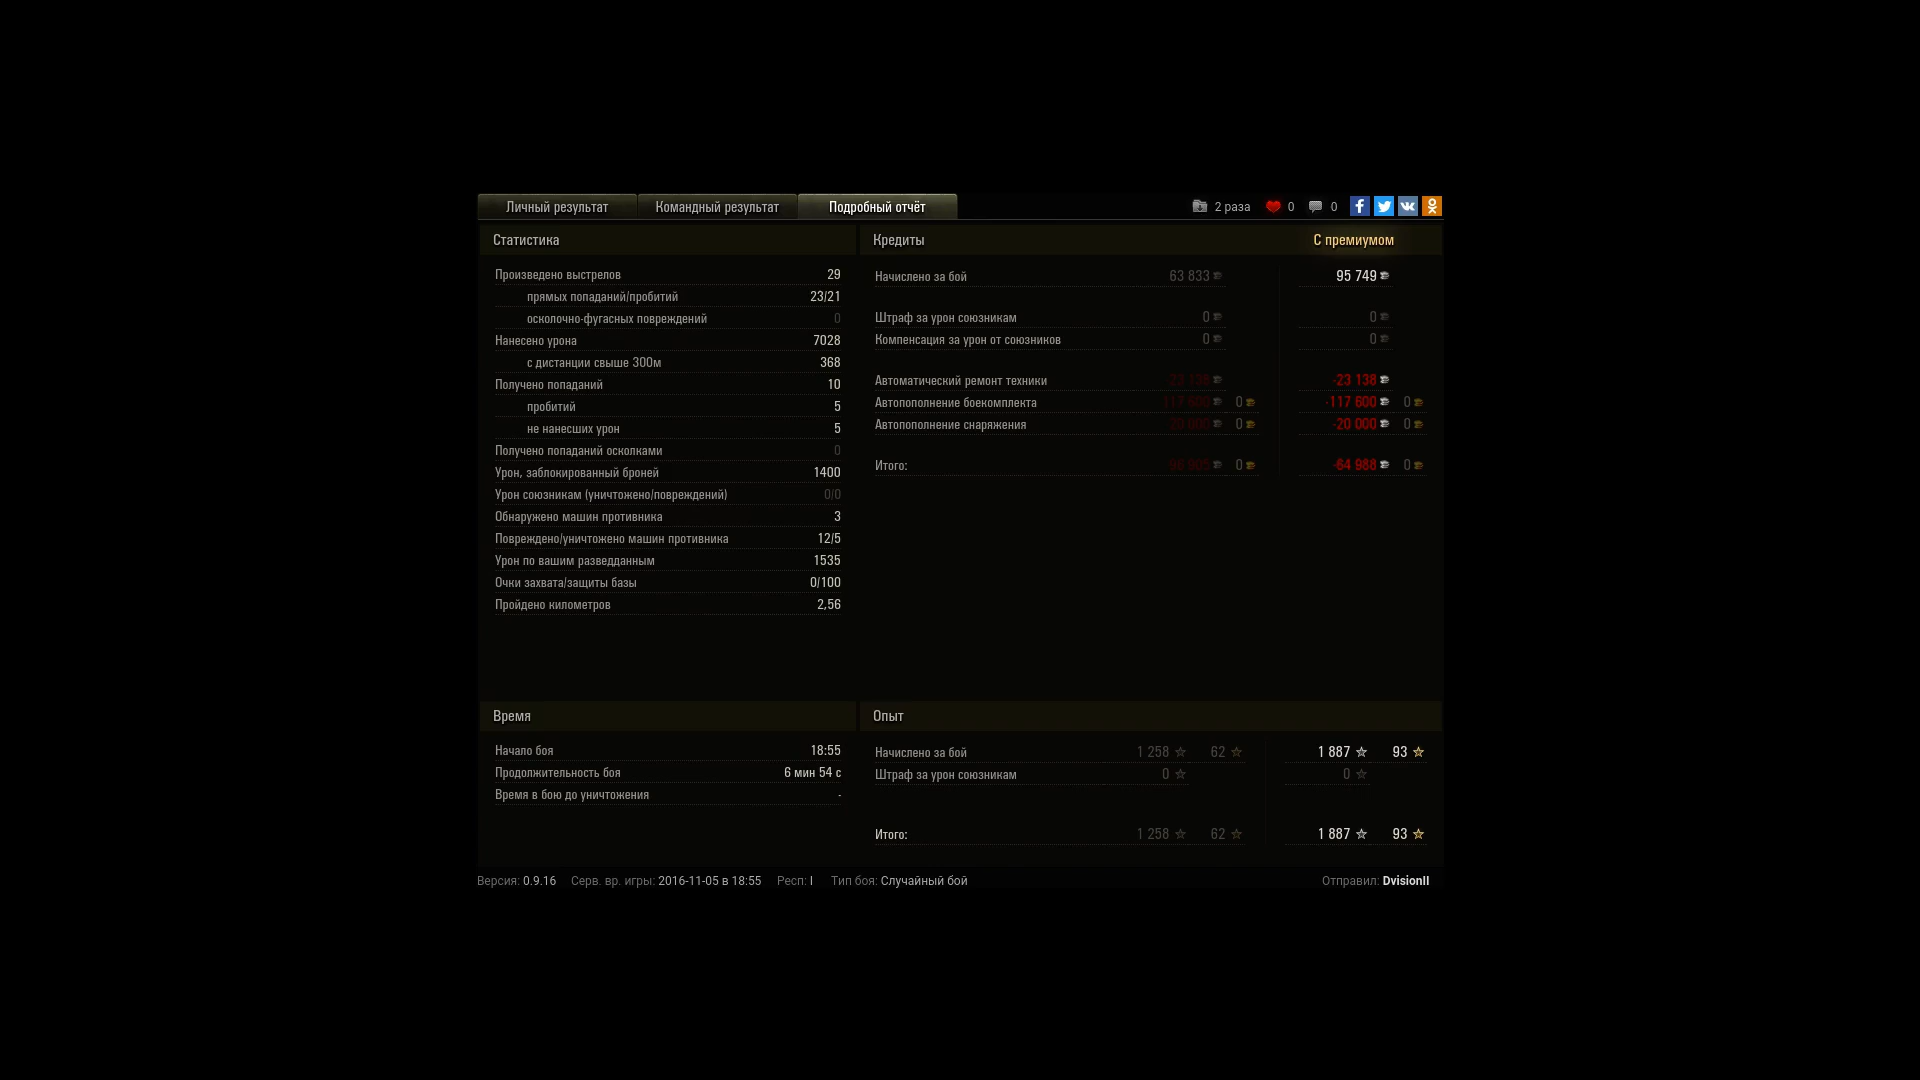 Личный результат Командный результат Подробный отчёт 2 раза 0 0
Статистика
Произведено выстрелов 29
прямых попаданий/пробитий 23/21
осколочно-фугасных повреждений 0
Нанесено урона 7028
с дистанции свыше 300м 368
Получено попаданий 10
пробитий 5
не нанесших урон 5
Получено попаданий осколками 0
Урон, заблокированный броней 1400
Урон союзникам (уничтожено/повреждений) 0/0
Обнаружено машин противника 3
Повреждено/уничтожено машин противника 12/5
Урон по вашим разведданным 1535
Очки захвата/защиты базы 0/100
Пройдено километров 2,56
Кредиты С премиумом
Начислено за бой 63 833 95 749
Штраф за урон союзникам 0 0
Компенсация за урон от союзников 0 0
Автоматический ремонт техники -23 138 -23 138
Автопополнение боекомплекта -117 600 0 -117 600 0
Автопополнение снаряжения -20 000 0 -20 000 0
Итого: -96 905 0 -64 988 0
Время
Начало боя 18:55
Продолжительность боя 6 мин 54 с
Время в бою до уничтожения -
Опыт
Начислено за бой 1 258 62 1 887 93
Штраф за урон союзникам 0 0
Итого: 1 258 62 1 887 93
Версия: 0.9.16 Серв. вр. игры: 2016-11-05 в 18:55 Респ: I Тип боя: Случайный бой Отправил: DvisionII